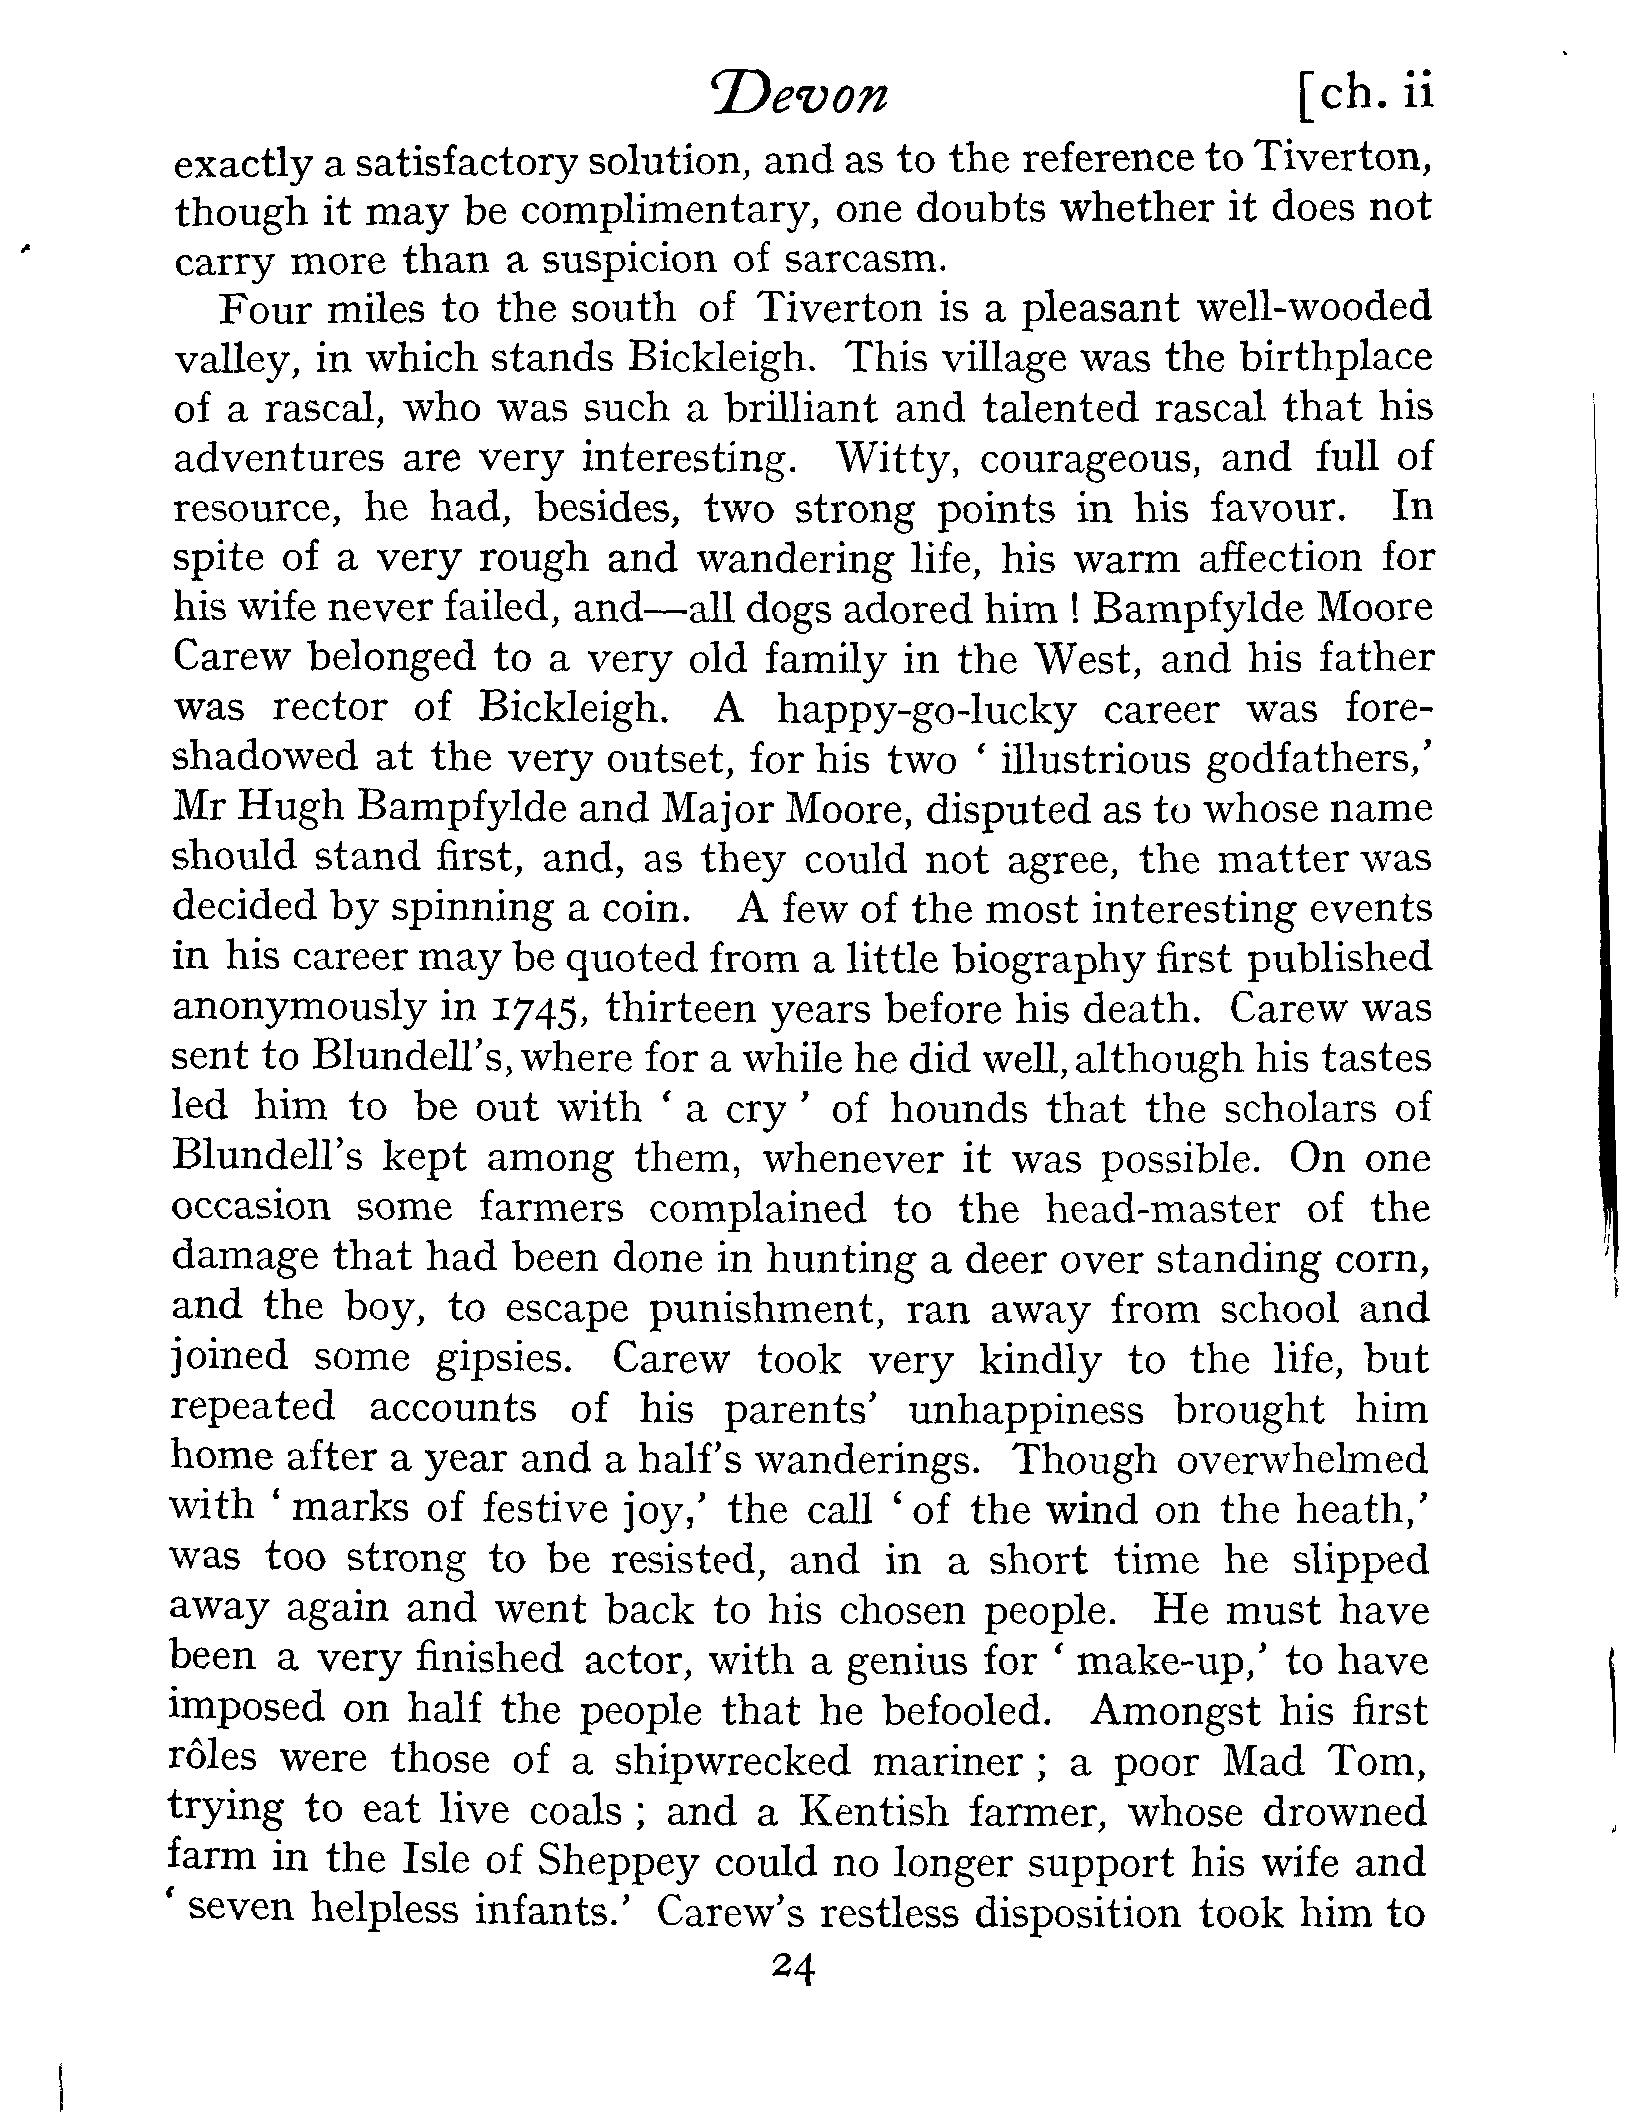 Devon [ch. ii
exactly a satisfactory solution, and as to the reference to Tiverton,
though it may be complimentary, one doubts whether it does not
carry more than a suspicion of sarcasm.
Four miles to the south of Tiverton is a pleasant well-wooded
valley, in which stands Bickleigh. This village was the birthplace
of a rascal, who was such a brilliant and talented rascal that his
adventures are very interesting. Witty, courageous, and full of
resource, he had, besides, two strong points in his favour. In
spite of a very rough and wandering life, his warm affection for
his wife never failed, and—all dogs adored him ! Bampfylde Moore
Carew belonged to a very old family in the West, and his father
was rector of Bickleigh. A happy-go-lucky career was fore-
shadowed at the very outset, for his two ‘ illustrious godfathers,’
Mr Hugh Bampfylde and Major Moore, disputed as to whose name
should stand first, and, as they could not agree, the matter was
decided by spinning a coin. A few of the most interesting events
in his career may be quoted from a little biography first published
anonymously in 1745, thirteen years before his death. Carew was
sent to Blundell’s, where for a while he did well, although his tastes
led him to be out with ‘ a cry ’ of hounds that the scholars of
Blundell’s kept among them, whenever it was possible. On one
occasion some farmers complained to the head-master of the
damage that had been done in hunting a deer over standing corn,
and the boy, to escape punishment, ran away from school and
joined some gipsies. Carew took very kindly to the life, but
repeated accounts of his parents’ unhappiness brought him
home after a year and a half’s wanderings. Though overwhelmed
with ‘ marks of festive joy,’ the call ‘ of the wind on the heath,’
was too strong to be resisted, and in a short time he slipped
away again and went back to his chosen people. He must have
been a very finished actor, with a genius for ‘ make-up,’ to have
imposed on half the people that he befooled. Amongst his first
rôles were those of a shipwrecked mariner ; a poor Mad Tom,
trying to eat live coals ; and a Kentish farmer, whose drowned
farm in the Isle of Sheppey could no longer support his wife and
‘ seven helpless infants.’ Carew’s restless disposition took him to
24